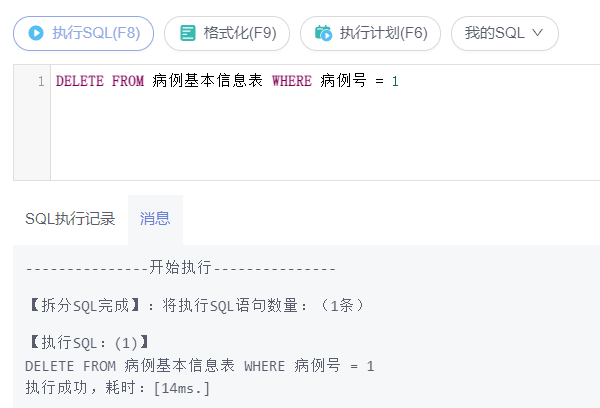 执行SQL(F8) 格式化(F9) 执行计划(F6) 我的SQL
1 DELETE FROM 病例基本信息表 WHERE 病例号 = 1
SQL执行记录 消息
---------------开始执行---------------
【拆分SQL完成】：将执行SQL语句数量：（1条）
【执行SQL：(1)】
DELETE FROM 病例基本信息表 WHERE 病例号 = 1
执行成功，耗时：[14ms.]